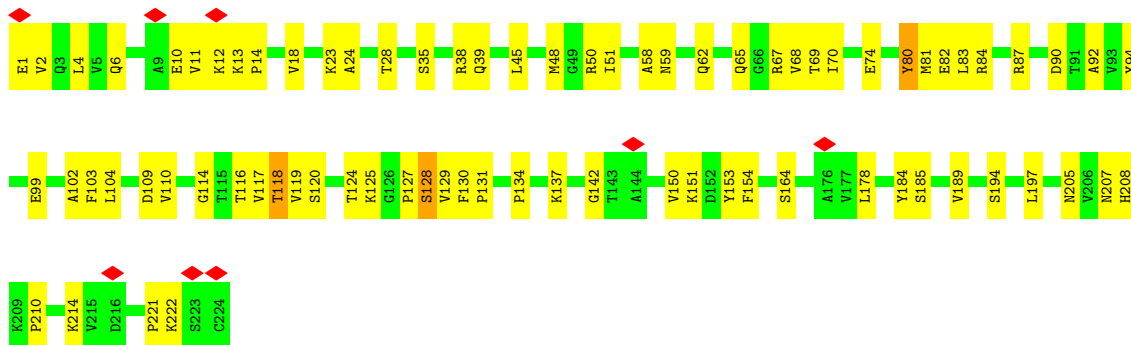 E1 V2 Q3 L4 V5 Q6 A9 E10 V11 K12 K13 P14 V18 K23 A24 T28 S35 R38 Q39 L45 M48 G49 R50 I51 A58 N59 Q62 Q65 G66 R67 V68 T69 I70 E74 Y80 M81 E82 L83 R84 R87 D90 T91 A92 V93 Y94
E99 A102 F103 L104 D109 V110 G114 T115 T116 V117 T118 V119 S120 T124 K125 G126 P127 S128 V129 F130 P131 P134 K137 G142 T143 A144 V150 K151 D152 Y153 F154 S164 A176 V177 L178 Y184 S185 V189 S194 L197 N205 V206 N207 H208
K209 P210 K214 V215 D216 P221 K222 S223 C224